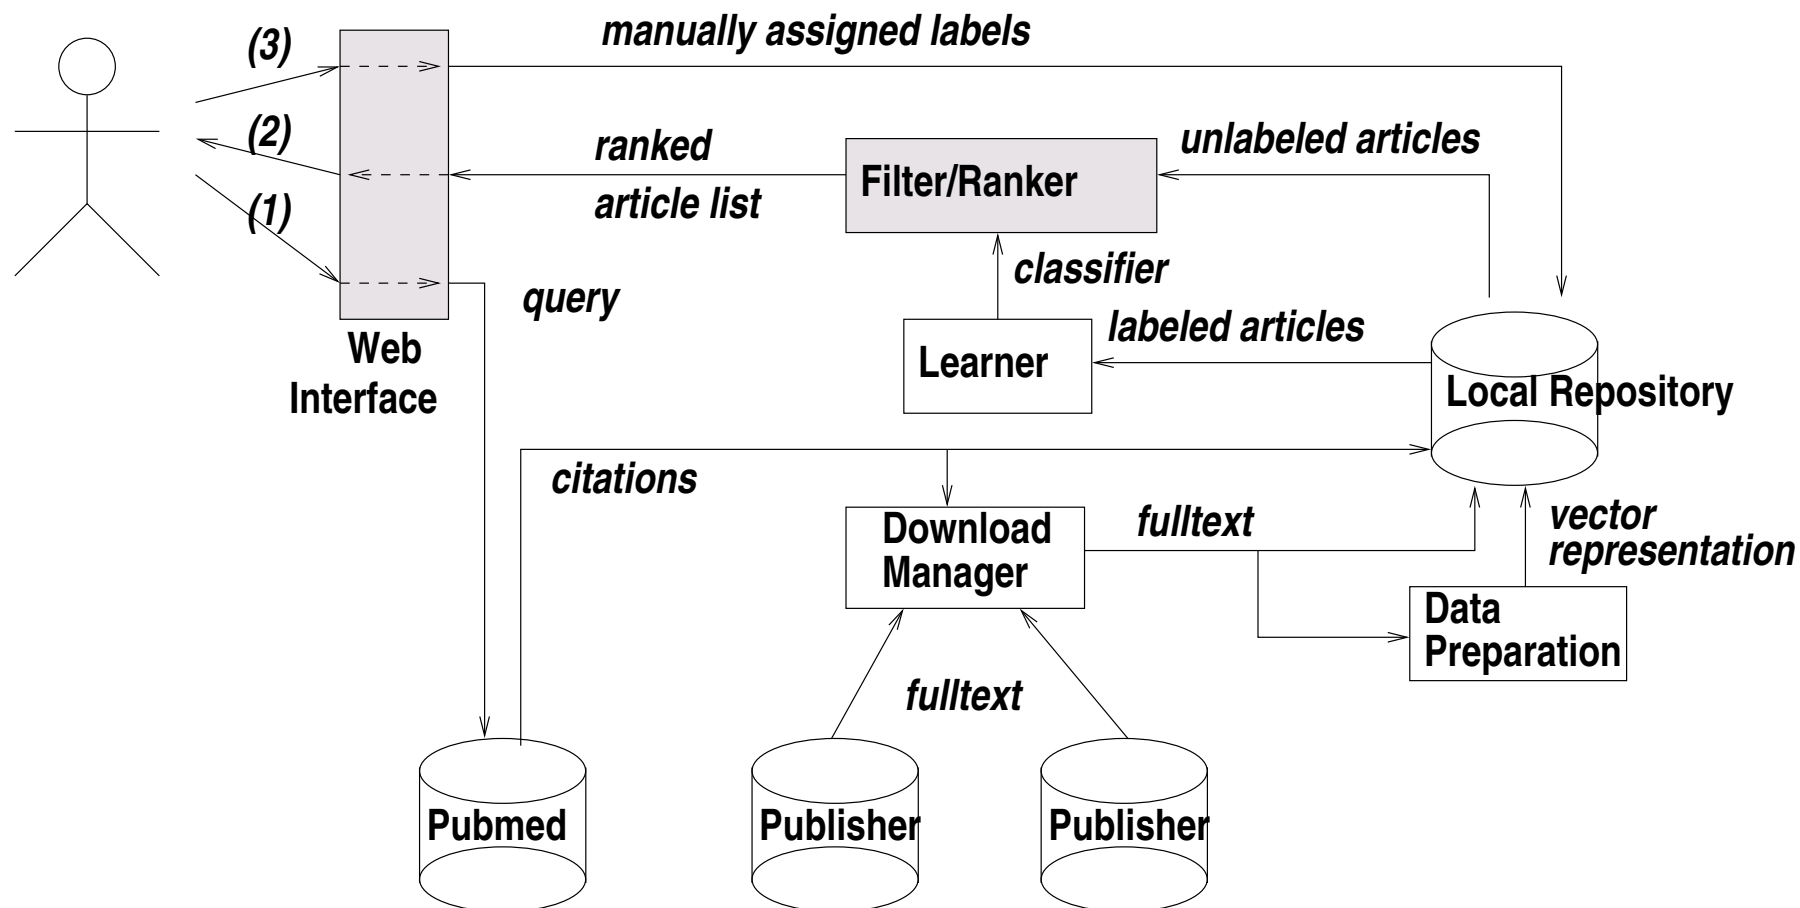 (3)
manually assigned labels
(2)
ranked
article list
Filter/Ranker
unlabeled articles
(1)
query
classifier
Web
Interface
Learner
labeled articles
Local Repository
citations
Download
Manager
fulltext
vector
representation
Data
Preparation
fulltext
Pubmed
Publisher
Publisher